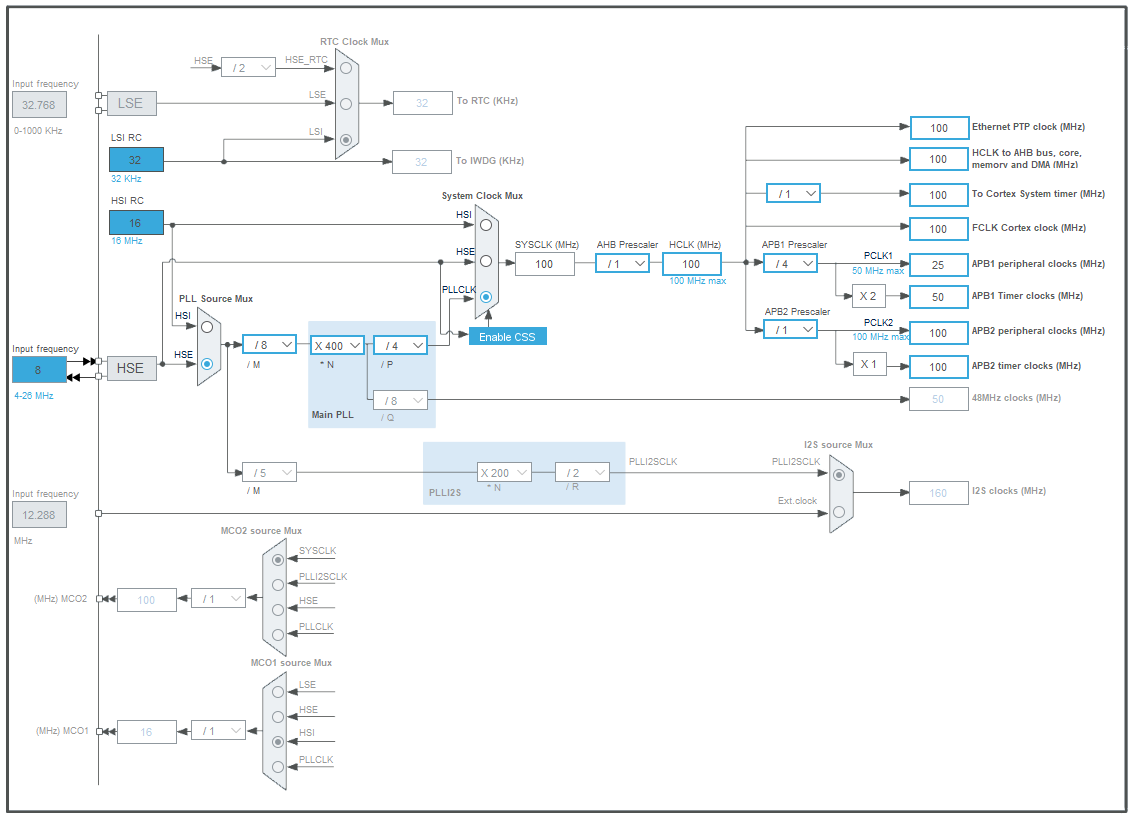 RTC Clock Mux
HSE
/ 2
HSE_RTC
Input frequency
32.768
0-1000 KHz
LSE
LSE
32
To RTC (KHz)
LSI RC
32
32 KHz
LSI
32
To IWDG (KHz)
HSI RC
16
16 MHz
System Clock Mux
HSI
HSE
PLLCLK
Enable CSS
SYSCLK (MHz)
100
AHB Prescaler
/ 1
HCLK (MHz)
100
100 MHz max
100
Ethernet PTP clock (MHz)
100
HCLK to AHB bus, core,
memory and DMA (MHz)
/ 1
100
To Cortex System timer (MHz)
100
FCLK Cortex clock (MHz)
APB1 Prescaler
/ 4
PCLK1
50 MHz max
25
APB1 peripheral clocks (MHz)
X 2
50
APB1 Timer clocks (MHz)
APB2 Prescaler
/ 1
PCLK2
100 MHz max
100
APB2 peripheral clocks (MHz)
X 1
100
APB2 timer clocks (MHz)
PLL Source Mux
HSI
HSE
Input frequency
8
4-26 MHz
HSE
/ 8
/ M
X 400
* N
/ 4
/ P
/ 8
/ Q
Main PLL
50
48MHz clocks (MHz)
/ 5
/ M
X 200
* N
/ 2
/ R
PLLI2S
PLLI2SCLK
I2S source Mux
PLLI2SCLK
Ext.clock
160
I2S clocks (MHz)
Input frequency
12.288
MHz
MCO2 source Mux
SYSCLK
PLLI2SCLK
HSE
PLLCLK
(MHz) MCO2
100
/ 1
MCO1 source Mux
LSE
HSE
HSI
PLLCLK
(MHz) MCO1
16
/ 1